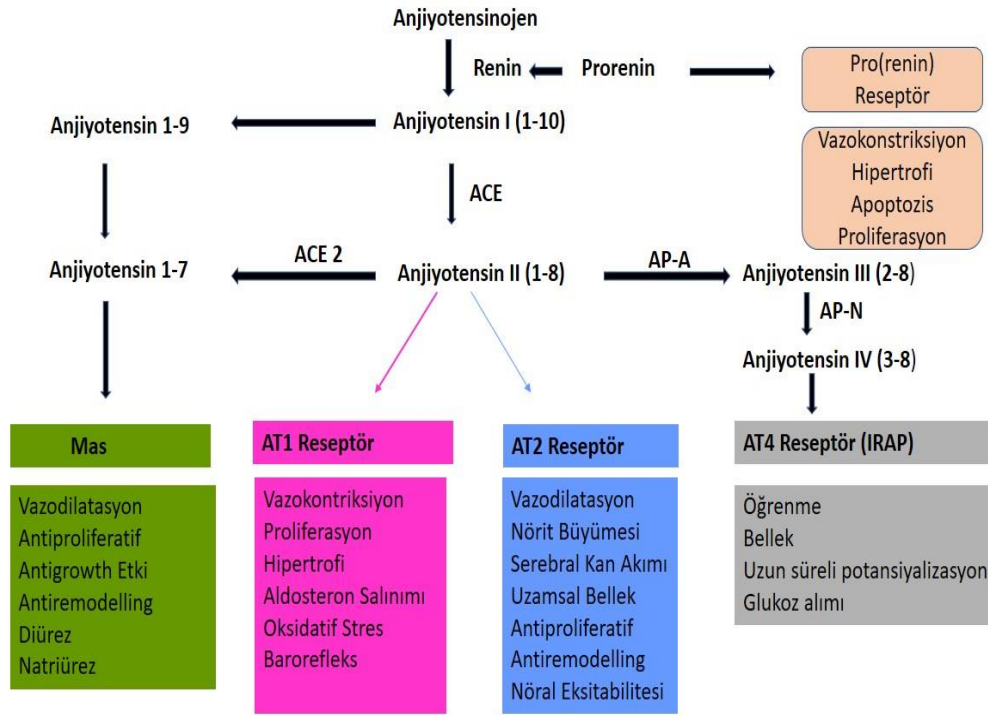 Anjiyotensinojen
Renin
Prorenin
Pro(renin)
Reseptör
Anjiyotensin 1-9
Anjiyotensin I (1-10)
Vazokonstriksiyon
Hipertrofi
Apoptozis
Proliferasyon
ACE
Anjiyotensin 1-7
ACE 2
Anjiyotensin II (1-8)
AP-A
Anjiyotensin III (2-8)
AP-N
Anjiyotensin IV (3-8)
Mas
Vazodilatasyon
Antiproliferatif
Antigrowth Etki
Antiremodelling
Diürez
Natriürez
AT1 Reseptör
Vazokontriksiyon
Proliferasyon
Hipertrofi
Aldosteron Salınımı
Oksidatif Stres
Barorefleks
AT2 Reseptör
Vazodilatasyon
Nörit Büyümesi
Serebral Kan Akımı
Uzamsal Bellek
Antiproliferatif
Antiremodelling
Nöral Eksitabilitesi
AT4 Reseptör (IRAP)
Öğrenme
Bellek
Uzun süreli potansiyalizasyon
Glukoz alımı